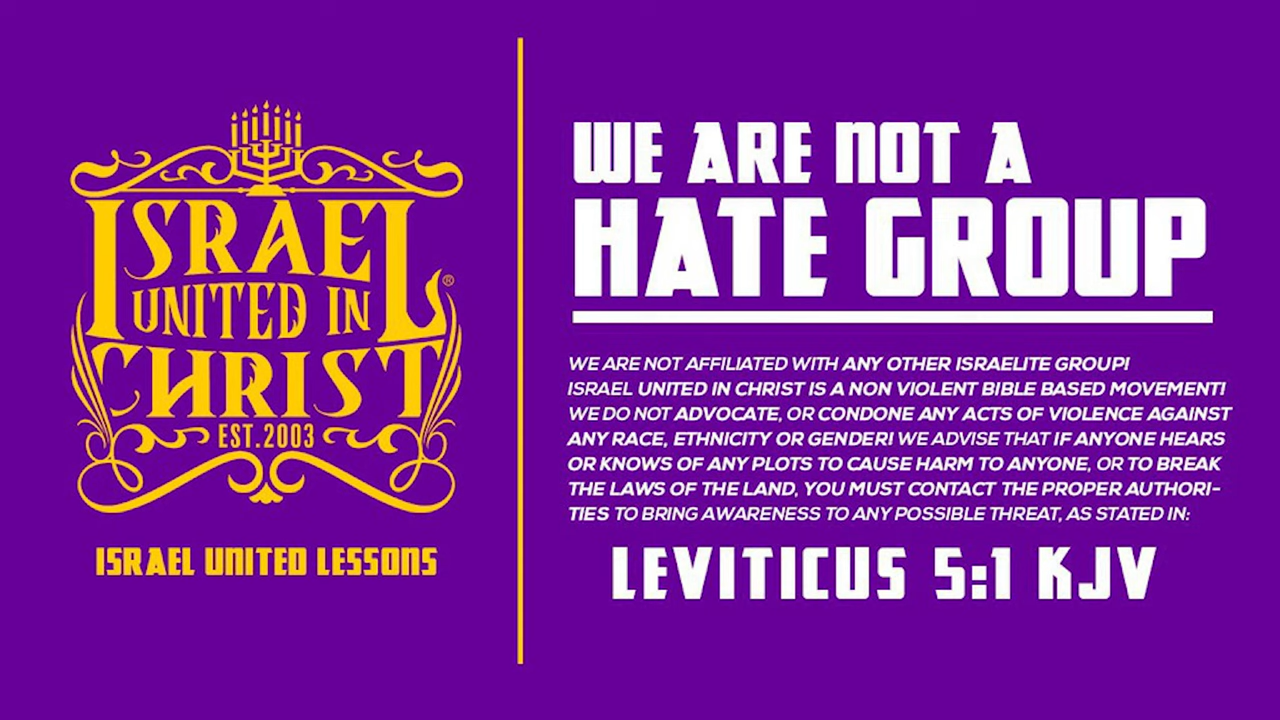 ISRAEL
UNITED IN
CHRIST
®
EST.2003
ISRAEL UNITED LESSONS
WE ARE NOT A
HATE GROUP
WE ARE NOT AFFILIATED WITH ANY OTHER ISRAELITE GROUP!
ISRAEL UNITED IN CHRIST IS A NON VIOLENT BIBLE BASED MOVEMENT!
WE DO NOT ADVOCATE, OR CONDONE ANY ACTS OF VIOLENCE AGAINST
ANY RACE, ETHNICITY OR GENDER! WE ADVISE THAT IF ANYONE HEARS
OR KNOWS OF ANY PLOTS TO CAUSE HARM TO ANYONE, OR TO BREAK
THE LAWS OF THE LAND, YOU MUST CONTACT THE PROPER AUTHORI-
TIES TO BRING AWARENESS TO ANY POSSIBLE THREAT, AS STATED IN:
LEVITICUS 5:1 KJV